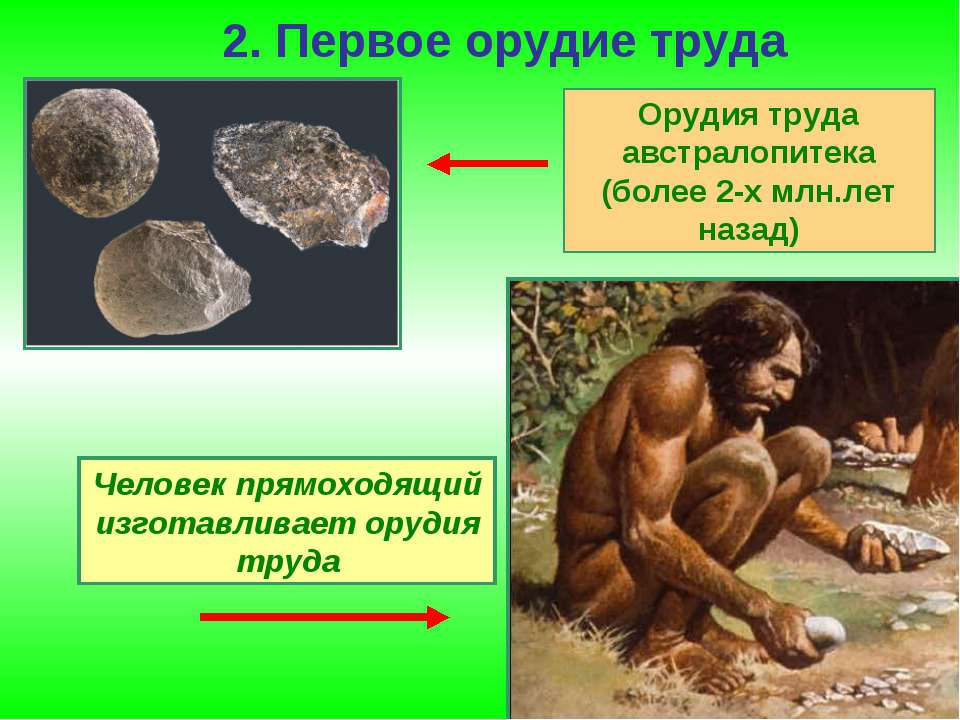 2. Первое орудие труда
Орудия труда
австралопитека
(более 2-х млн.лет
назад)
Человек прямоходящий
изготавливает орудия
труда